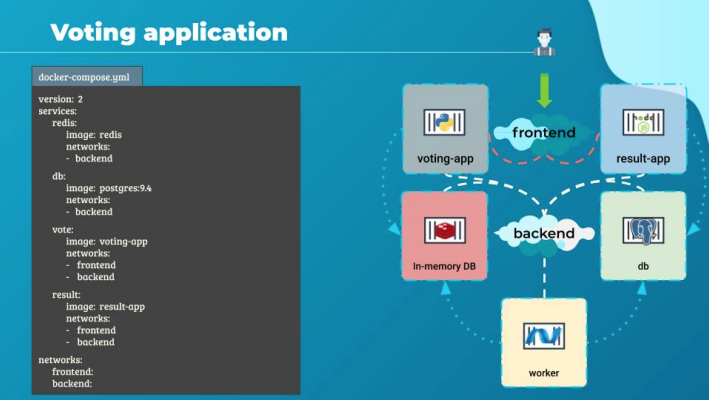 Voting application
docker-compose.yml
version: 2
services:
redis:
image: redis
networks:
- backend
db:
image: postgres:9.4
networks:
- backend
vote:
image: voting-app
networks:
- frontend
- backend
result:
image: result-app
networks:
- frontend
- backend
networks:
frontend:
backend:
voting-app
frontend
result-app
In-memory DB
backend
db
worker